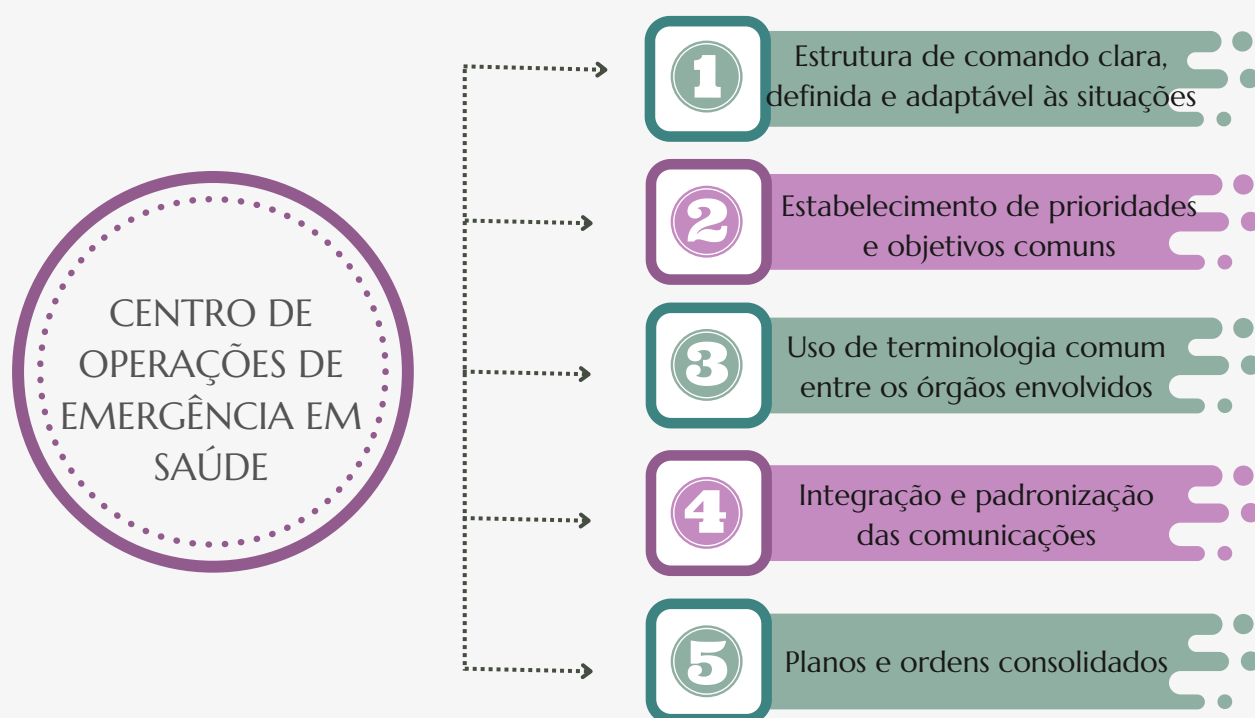 CENTRO DE
OPERAÇÕES DE
EMERGÊNCIA EM
SAÚDE
1
Estrutura de comando clara,
definida e adaptável às situações
2
Estabelecimento de prioridades
e objetivos comuns
3
Uso de terminologia comum
entre os órgãos envolvidos
4
Integração e padronização
das comunicações
5
Planos e ordens consolidados